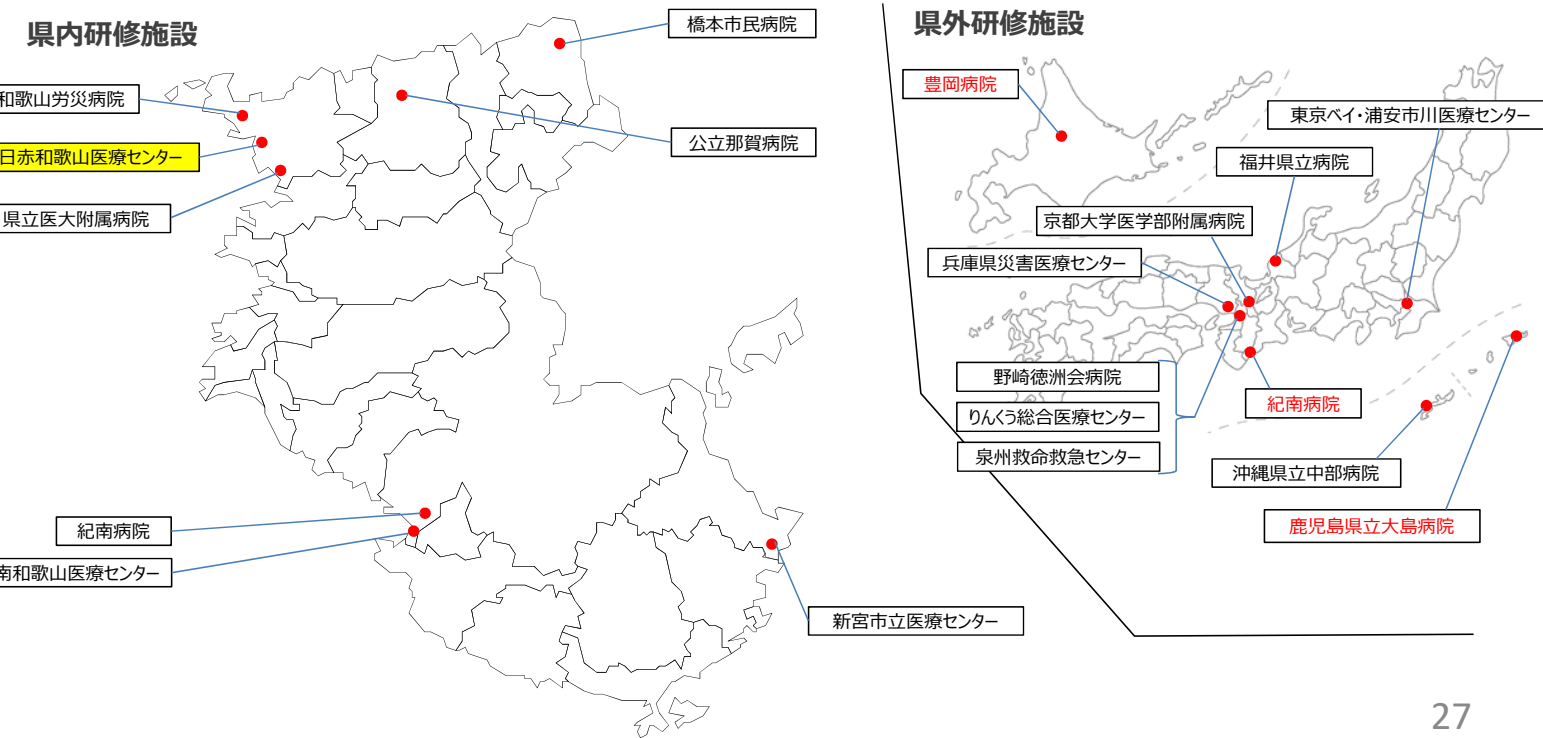 県内研修施設
橋本市民病院
和歌山労災病院
公立那賀病院
日赤和歌山医療センター
県立医大附属病院
紀南病院
南和歌山医療センター
新宮市立医療センター
県外研修施設
豊岡病院
東京ベイ・浦安市川医療センター
福井県立病院
京都大学医学部附属病院
兵庫県災害医療センター
野崎徳洲会病院
りんくう総合医療センター
泉州救命救急センター
紀南病院
沖縄県立中部病院
鹿児島県立大島病院
27